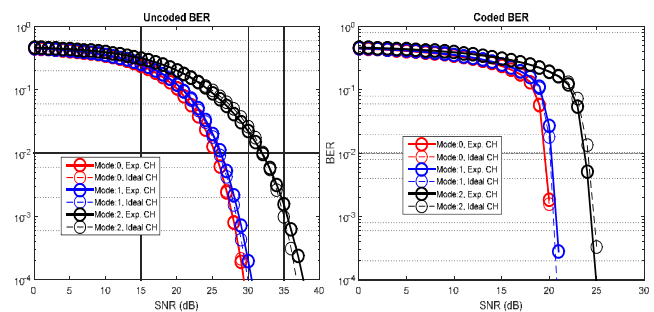 Uncoded BER
10^0
10^-1
10^-2
10^-3
10^-4
Mode:0, Exp. CH
Mode:0, Ideal CH
Mode:1, Exp. CH
Mode:1, Ideal CH
Mode:2, Exp. CH
Mode:2, Ideal CH
0 5 10 15 20 25 30 35 40
SNR (dB)
Coded BER
BER
10^0
10^-1
10^-2
10^-3
10^-4
Mode:0, Exp. CH
Mode:0, Ideal CH
Mode:1, Exp. CH
Mode:1, Ideal CH
Mode:2, Exp. CH
Mode:2, Ideal CH
0 5 10 15 20 25 30
SNR (dB)